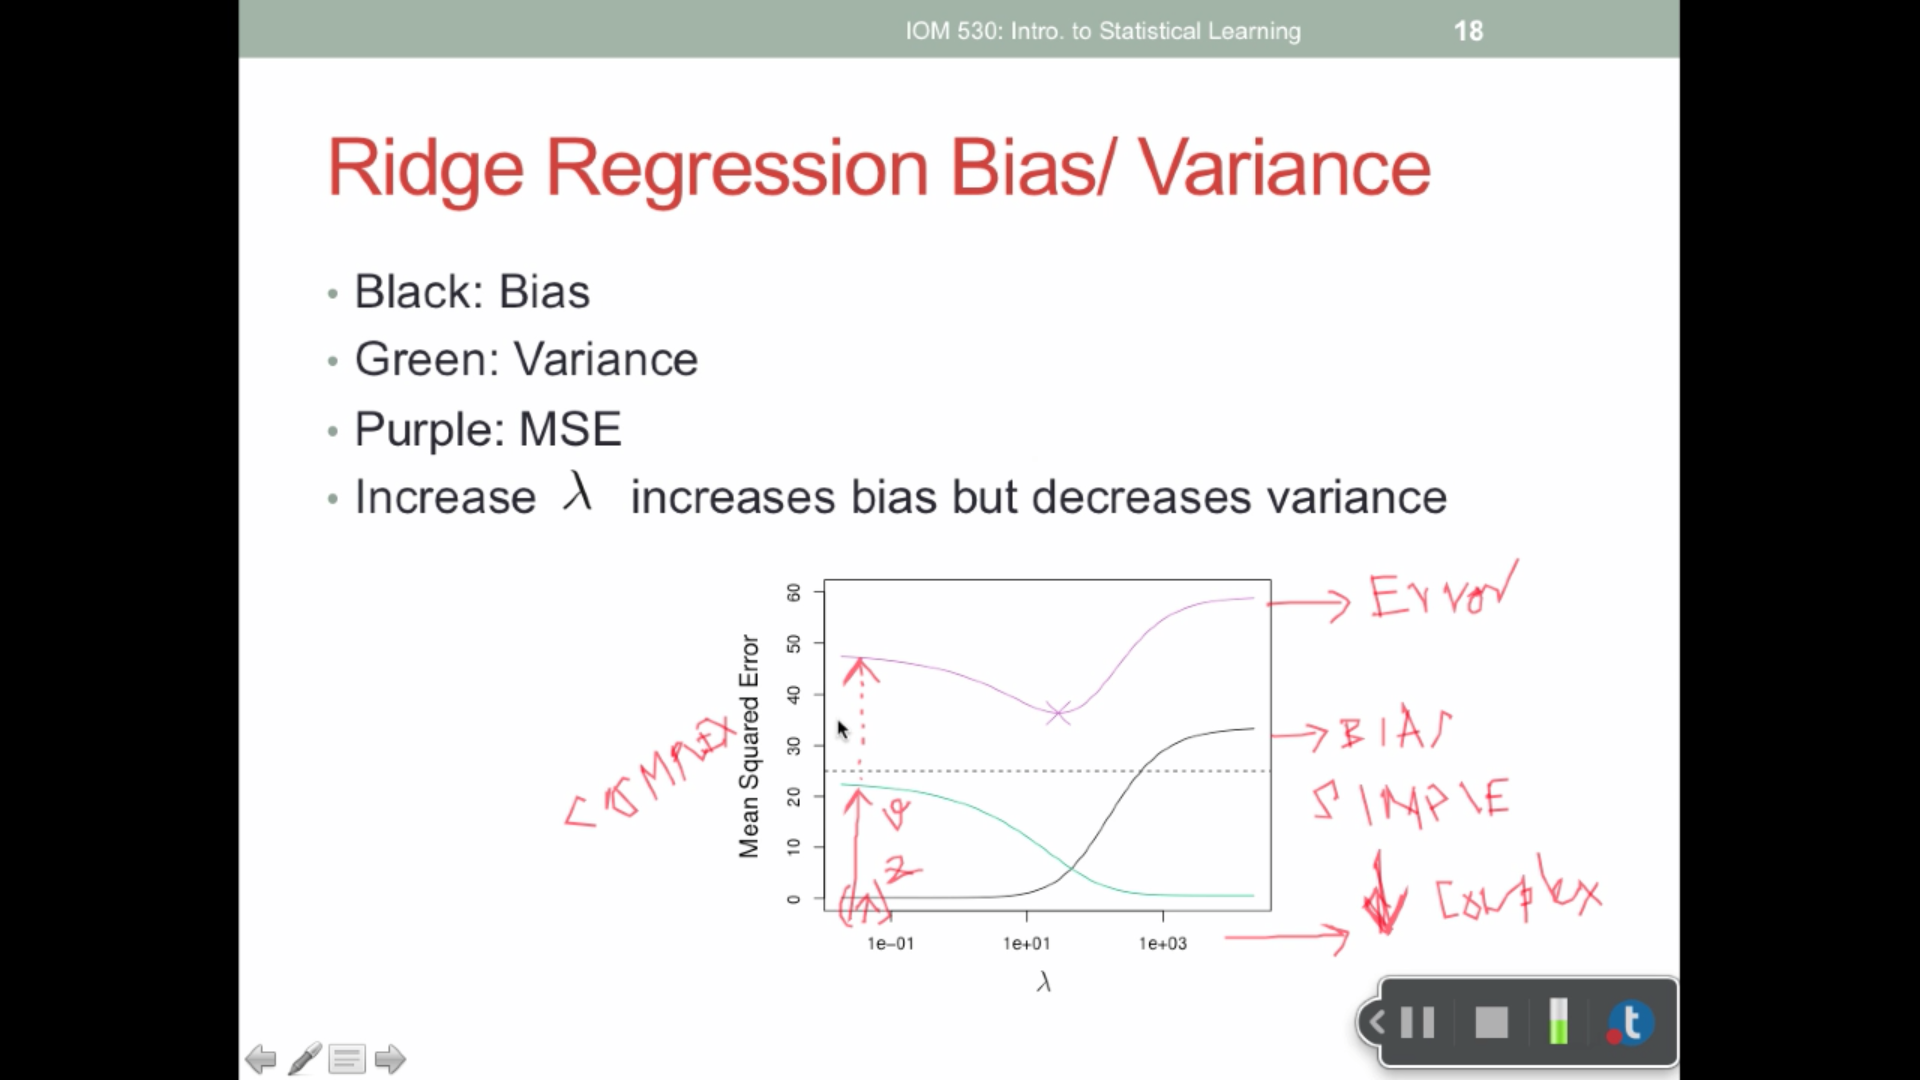 IOM 530: Intro. to Statistical Learning 18
Ridge Regression Bias/ Variance
• Black: Bias
• Green: Variance
• Purple: MSE
• Increase λ increases bias but decreases variance
Error
BIAS
SIMPLE
Complex
COMPLEX
Mean Squared Error
60
50
40
30
20
10
0
1e−01 1e+01 1e+03
λ
t